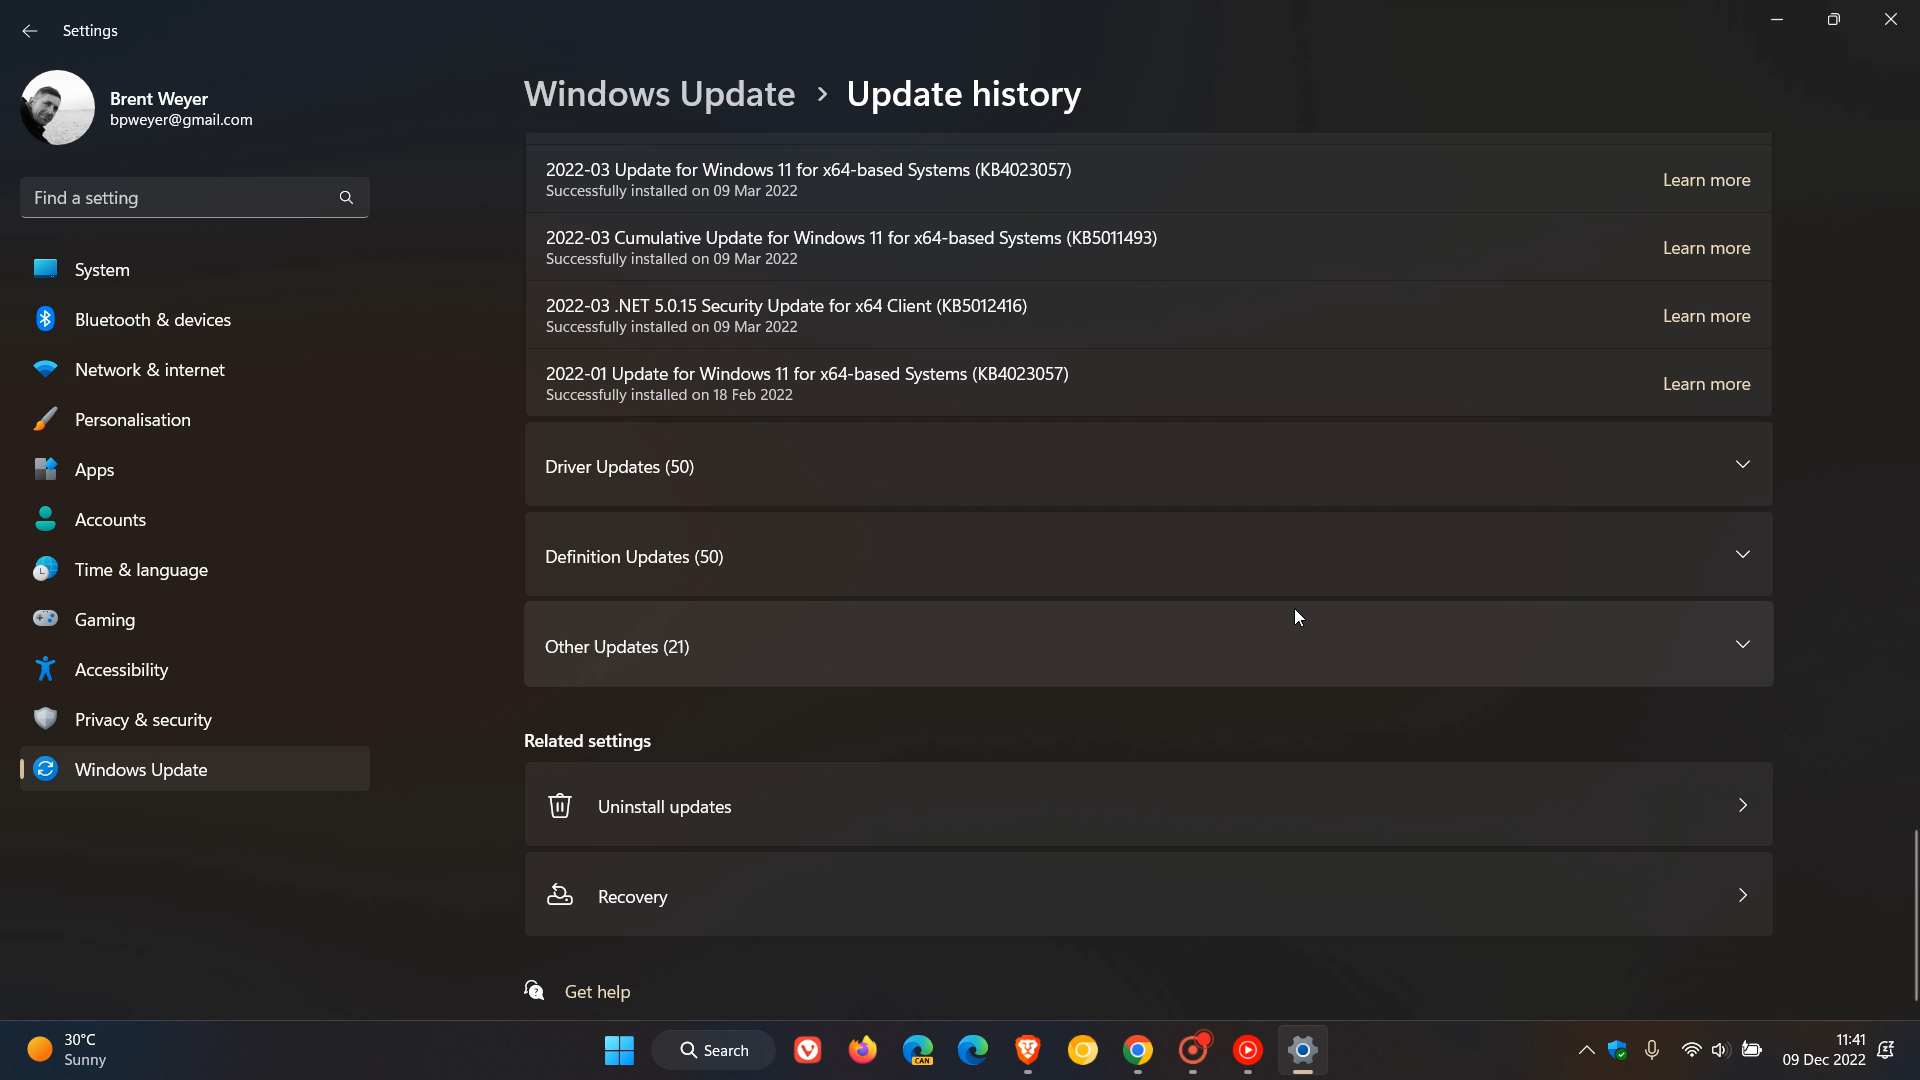 Settings
Brent Weyer
bpweyer@gmail.com
Find a setting
System
Bluetooth & devices
Network & internet
Personalisation
Apps
Accounts
Time & language
Gaming
Accessibility
Privacy & security
Windows Update
Windows Update > Update history
2022-03 Update for Windows 11 for x64-based Systems (KB4023057)
Successfully installed on 09 Mar 2022
Learn more
2022-03 Cumulative Update for Windows 11 for x64-based Systems (KB5011493)
Successfully installed on 09 Mar 2022
Learn more
2022-03 .NET 5.0.15 Security Update for x64 Client (KB5012416)
Successfully installed on 09 Mar 2022
Learn more
2022-01 Update for Windows 11 for x64-based Systems (KB4023057)
Successfully installed on 18 Feb 2022
Learn more
Driver Updates (50)
Definition Updates (50)
Other Updates (21)
Related settings
Uninstall updates
Recovery
Get help
30°C
Sunny
Search
CAN
11:41
09 Dec 2022